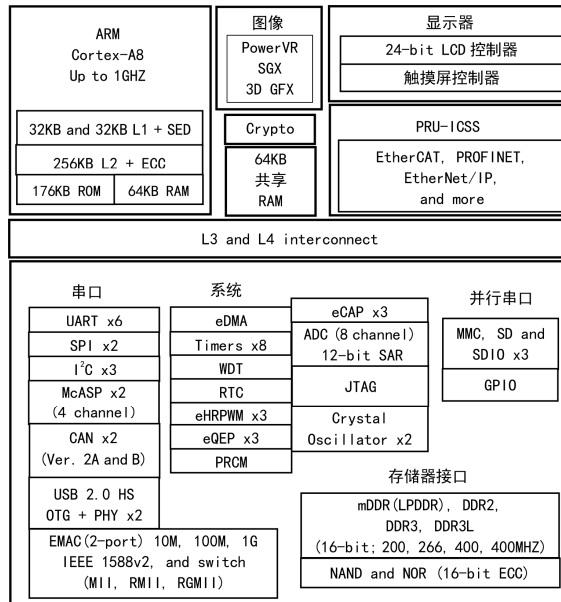 ARM
Cortex-A8
Up to 1GHZ
32KB and 32KB L1 + SED
256KB L2 + ECC
176KB ROM
64KB RAM
图像
PowerVR
SGX
3D GFX
Crypto
64KB
共享
RAM
显示器
24-bit LCD 控制器
触摸屏控制器
PRU-ICSS
EtherCAT, PROFINET,
EtherNet/IP,
and more
L3 and L4 interconnect
串口
UART x6
SPI x2
I²C x3
McASP x2
(4 channel)
CAN x2
(Ver. 2A and B)
USB 2.0 HS
OTG + PHY x2
EMAC(2-port) 10M, 100M, 1G
IEEE 1588v2, and switch
(MII, RMII, RGMII)
系统
eDMA
Timers x8
WDT
RTC
eHRPWM x3
eQEP x3
PRCM
eCAP x3
ADC (8 channel)
12-bit SAR
JTAG
Crystal
Oscillator x2
并行串口
MMC, SD and
SDIO x3
GPIO
存储器接口
mDDR(LPDDR), DDR2,
DDR3, DDR3L
(16-bit; 200, 266, 400, 400MHZ)
NAND and NOR (16-bit ECC)